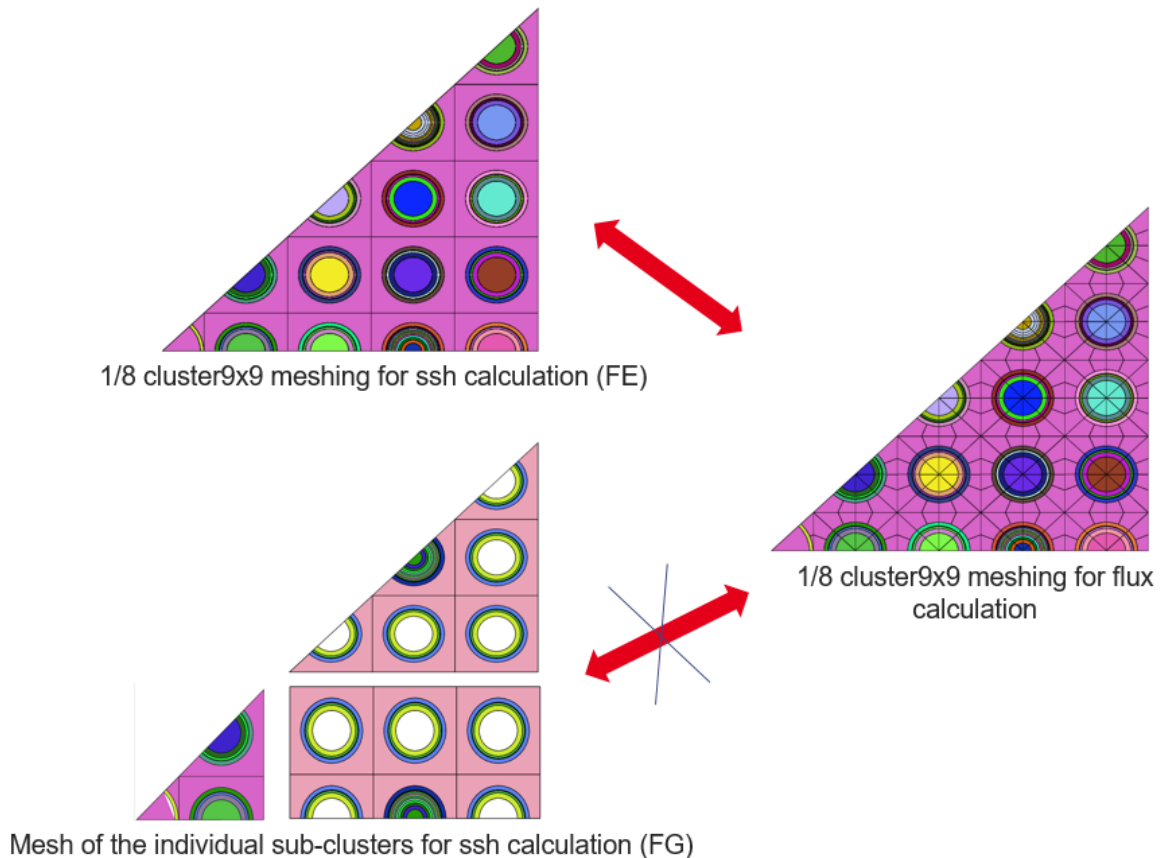 1/8 cluster9x9 meshing for ssh calculation (FE)
1/8 cluster9x9 meshing for flux
calculation
Mesh of the individual sub-clusters for ssh calculation (FG)